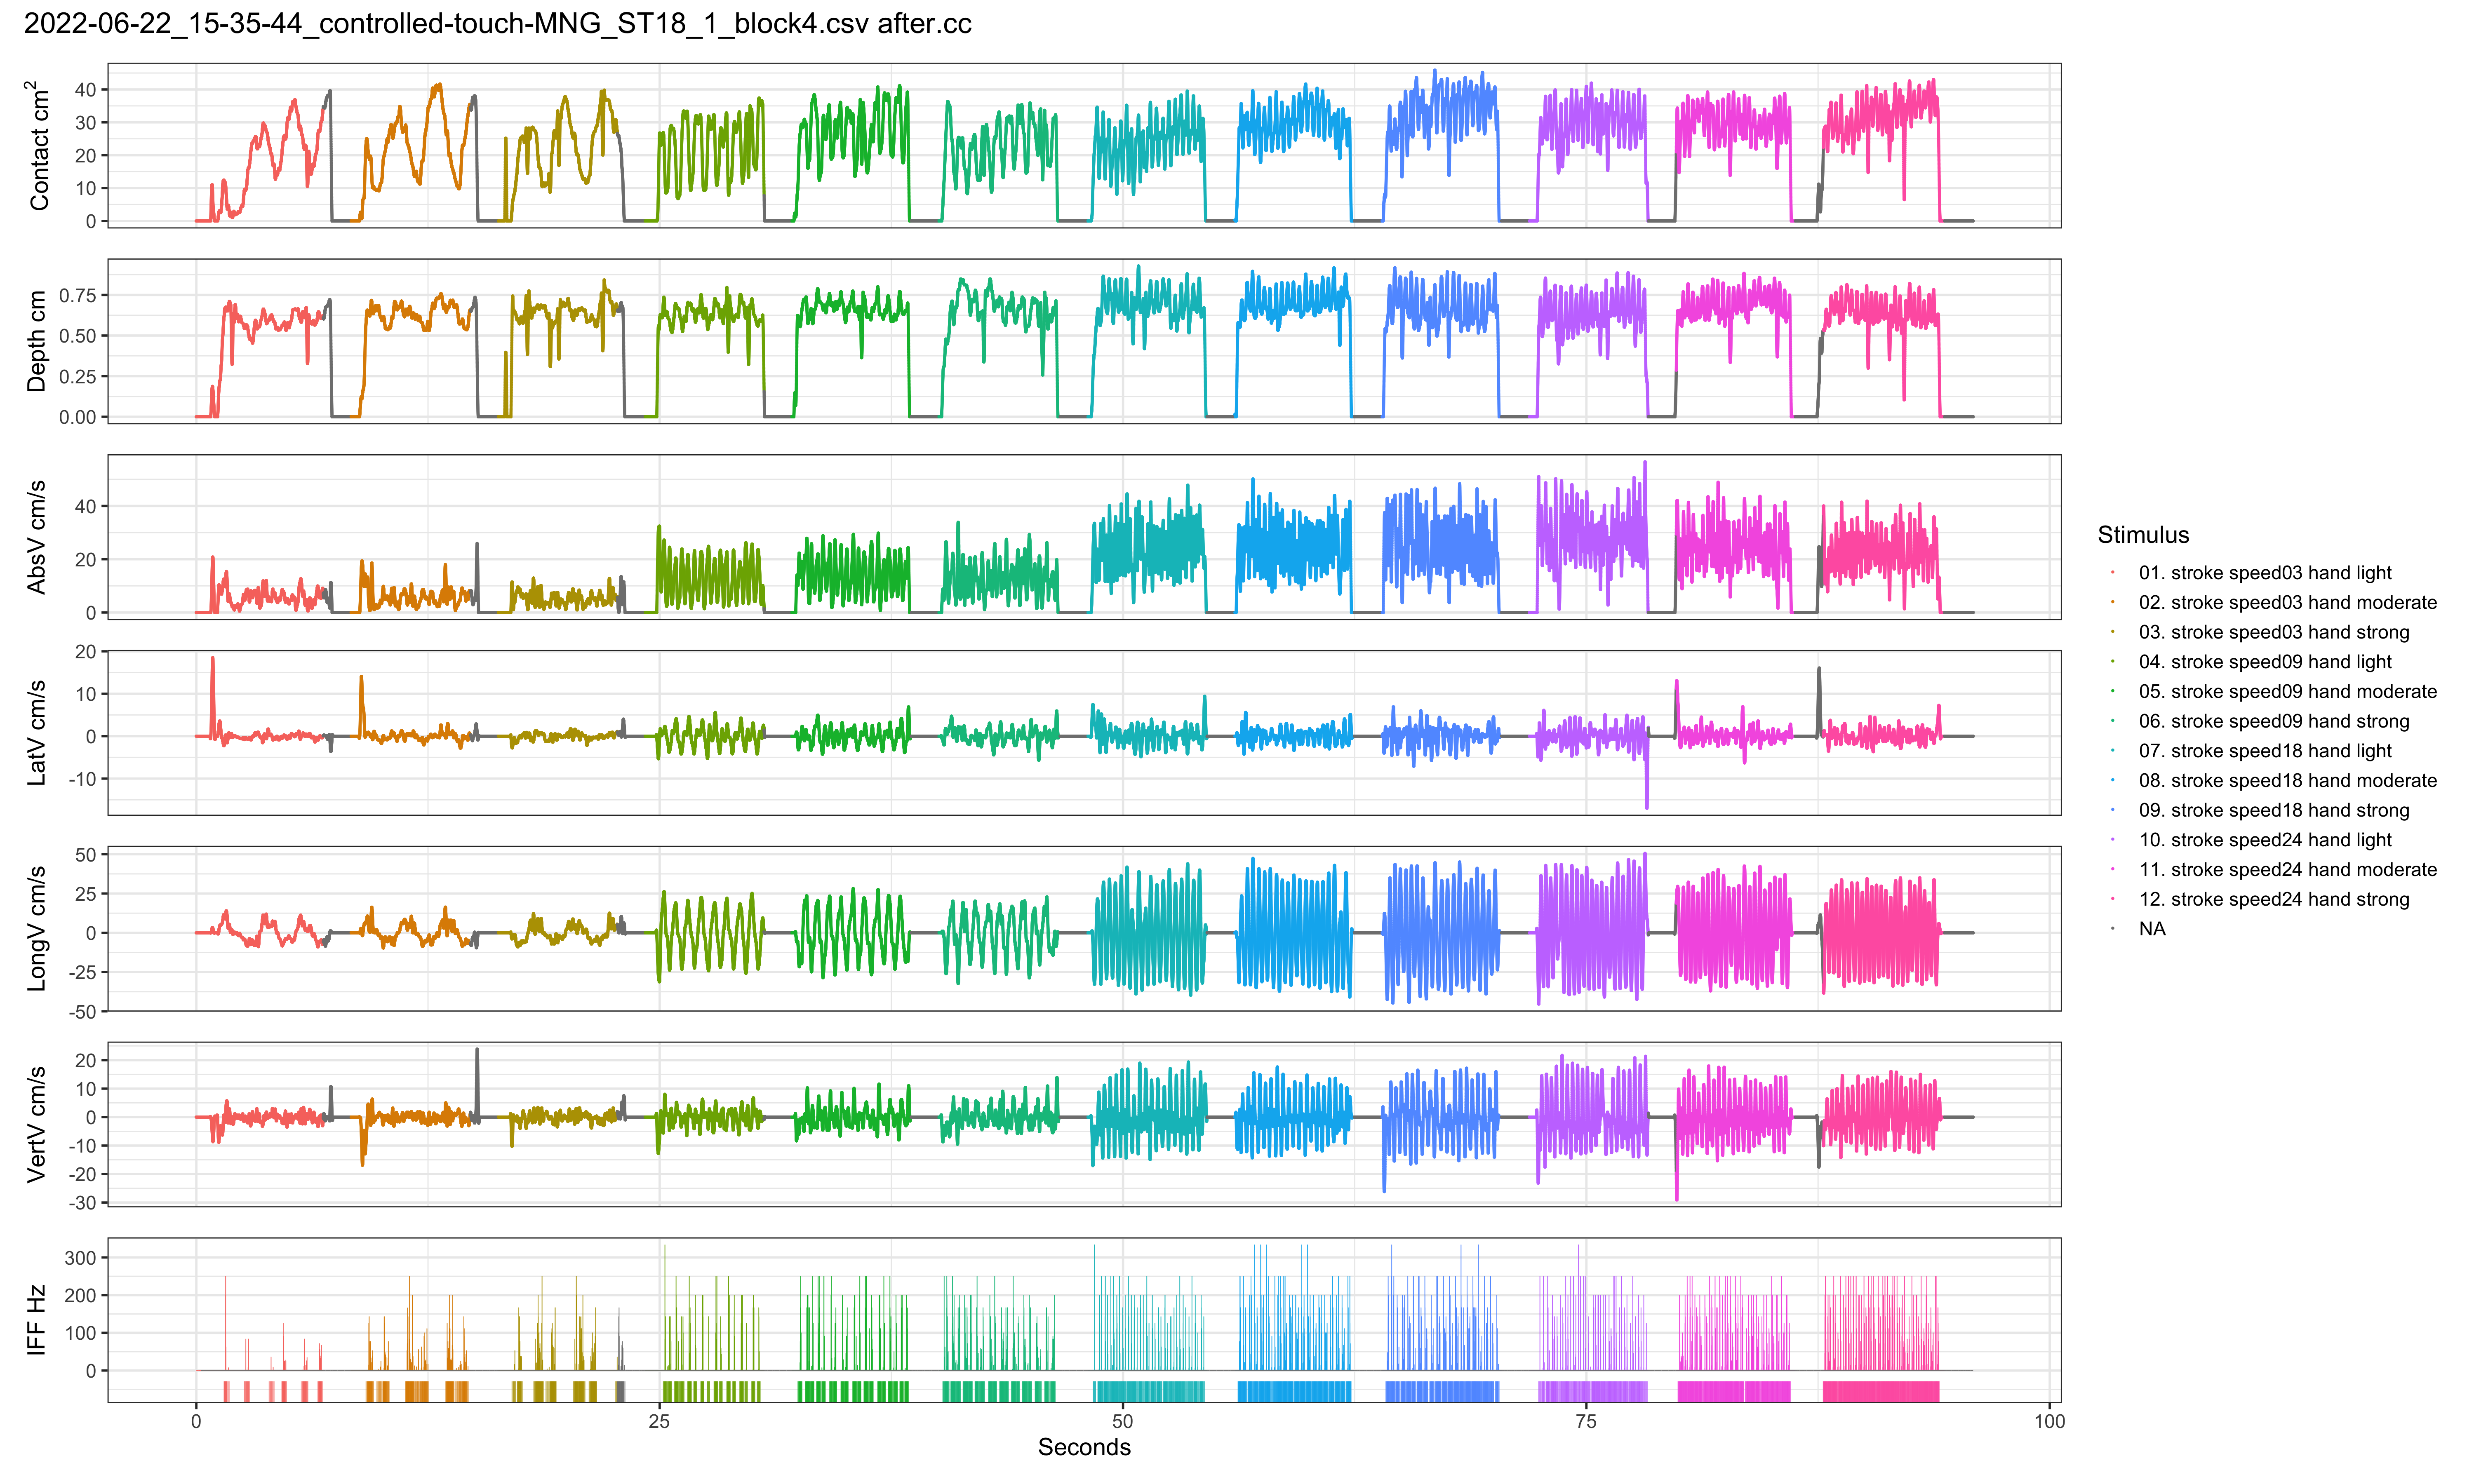 2022-06-22_15-35-44_controlled-touch-MNG_ST18_1_block4.csv after.cc
Contact cm2
40
30
20
10
0
Depth cm
0.75
0.50
0.25
0.00
AbsV cm/s
40
20
0
LatV cm/s
20
10
0
-10
LongV cm/s
50
25
0
-25
-50
VertV cm/s
20
10
0
-10
-20
-30
IFF Hz
300
200
100
0
0 25 50 75 100
Seconds
Stimulus
01. stroke speed03 hand light
02. stroke speed03 hand moderate
03. stroke speed03 hand strong
04. stroke speed09 hand light
05. stroke speed09 hand moderate
06. stroke speed09 hand strong
07. stroke speed18 hand light
08. stroke speed18 hand moderate
09. stroke speed18 hand strong
10. stroke speed24 hand light
11. stroke speed24 hand moderate
12. stroke speed24 hand strong
NA